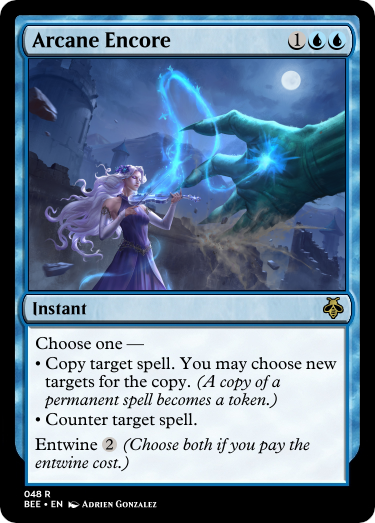 Arcane Encore 1
Instant
Choose one —
• Copy target spell. You may choose new
targets for the copy. (A copy of a
permanent spell becomes a token.)
• Counter target spell.
Entwine 2 (Choose both if you pay the
entwine cost.)
048 R
BEE • EN Adrien Gonzalez